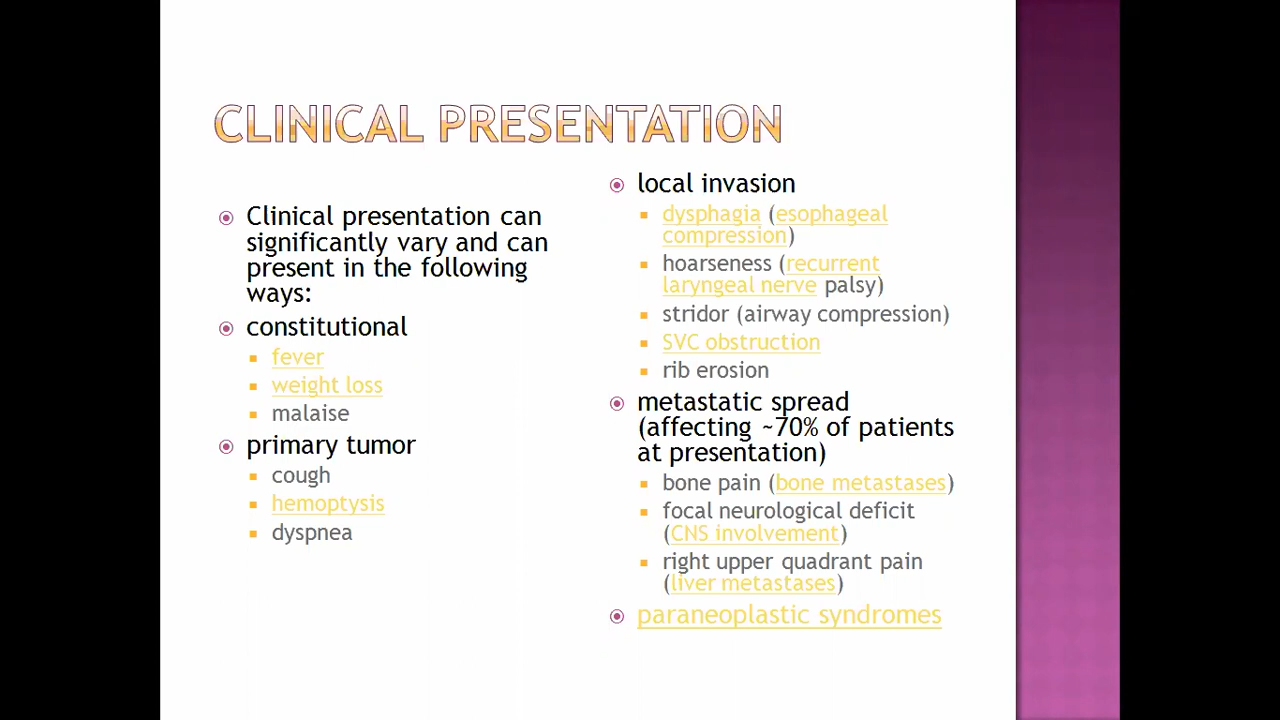 CLINICAL PRESENTATION
Clinical presentation can
significantly vary and can
present in the following
ways:
constitutional
fever
weight loss
malaise
primary tumor
cough
hemoptysis
dyspnea
local invasion
dysphagia (esophageal
compression)
hoarseness (recurrent
laryngeal nerve palsy)
stridor (airway compression)
SVC obstruction
rib erosion
metastatic spread
(affecting ~70% of patients
at presentation)
bone pain (bone metastases)
focal neurological deficit
(CNS involvement)
right upper quadrant pain
(liver metastases)
paraneoplastic syndromes